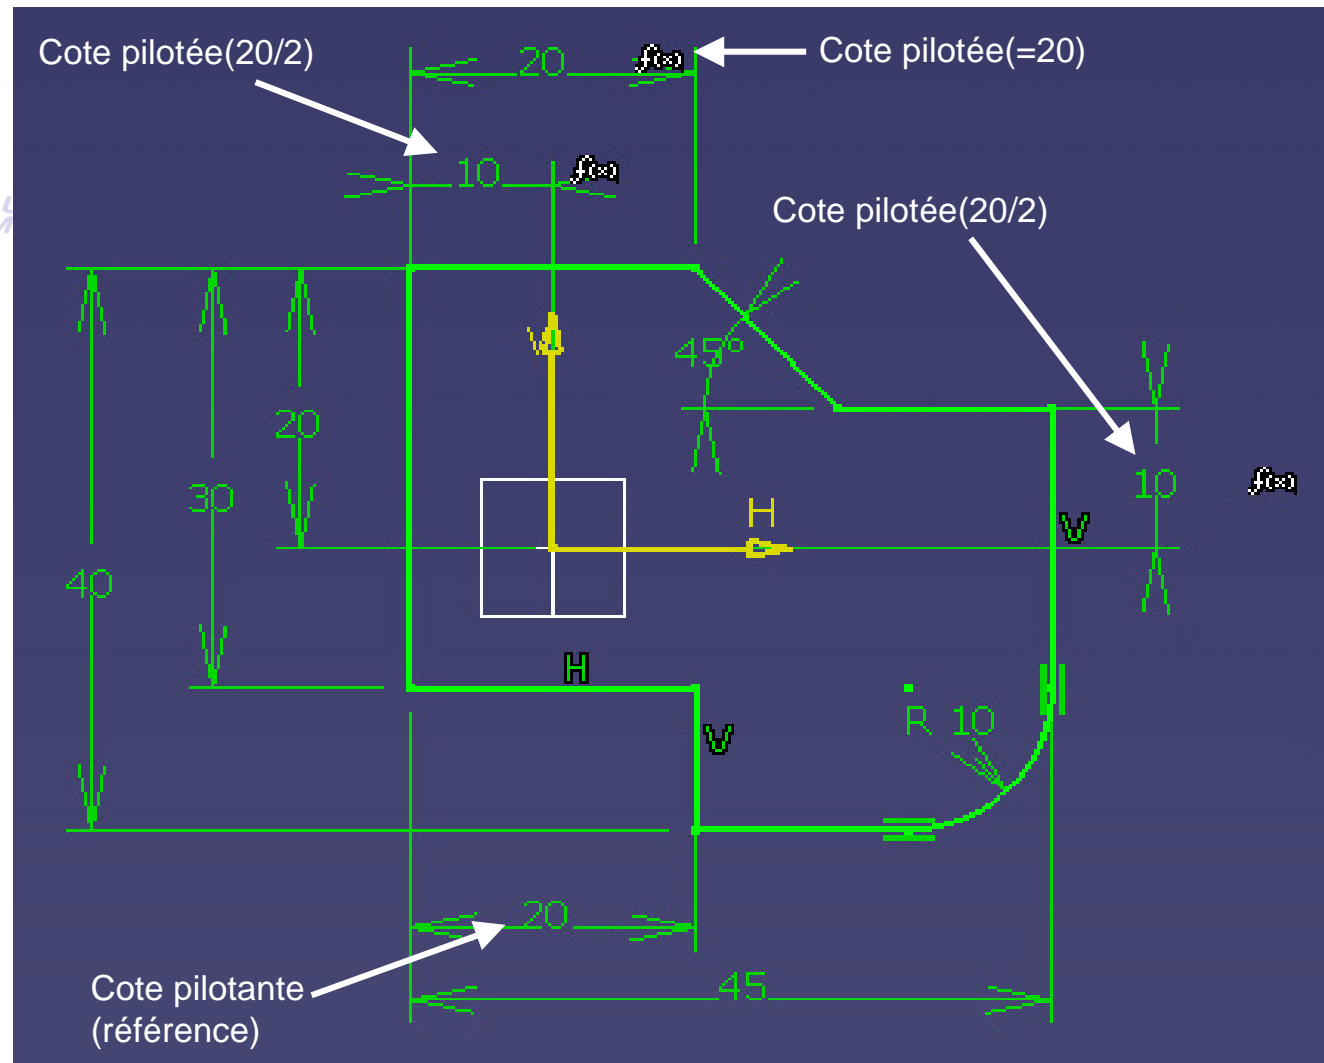 Cote pilotée(20/2)
20
f(x)
Cote pilotée(=20)
10
f(x)
Cote pilotée(20/2)
V
45°
20
30
10
f(x)
H
V
40
H
R 10
V
20
45
Cote pilotante
(référence)